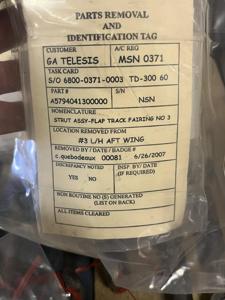 PARTS REMOVAL
AND
IDENTIFICATION TAG
CUSTOMER A/C REG
GA TELESIS MSN 0371
TASK CARD
S/O 6800-0371-0003 TD-300 60
PART # S/N
A5794041300000 NSN
NOMENCLATURE
STRUT ASSY-FLAP TRACK FAIRING NO 3
LOCATION REMOVED FROM
#3 L/H AFT WING
REMOVED BY / DATE / BADGE #
c.quebodeaux 00081 6/26/2007
DISCREPANCY NOTED INSP BY/ DATE
YES NO (IF REQUIRED)
NON ROUTINE NO (S) GENERATED
(LIST ON BACK)
ALL ITEMS CLEARED